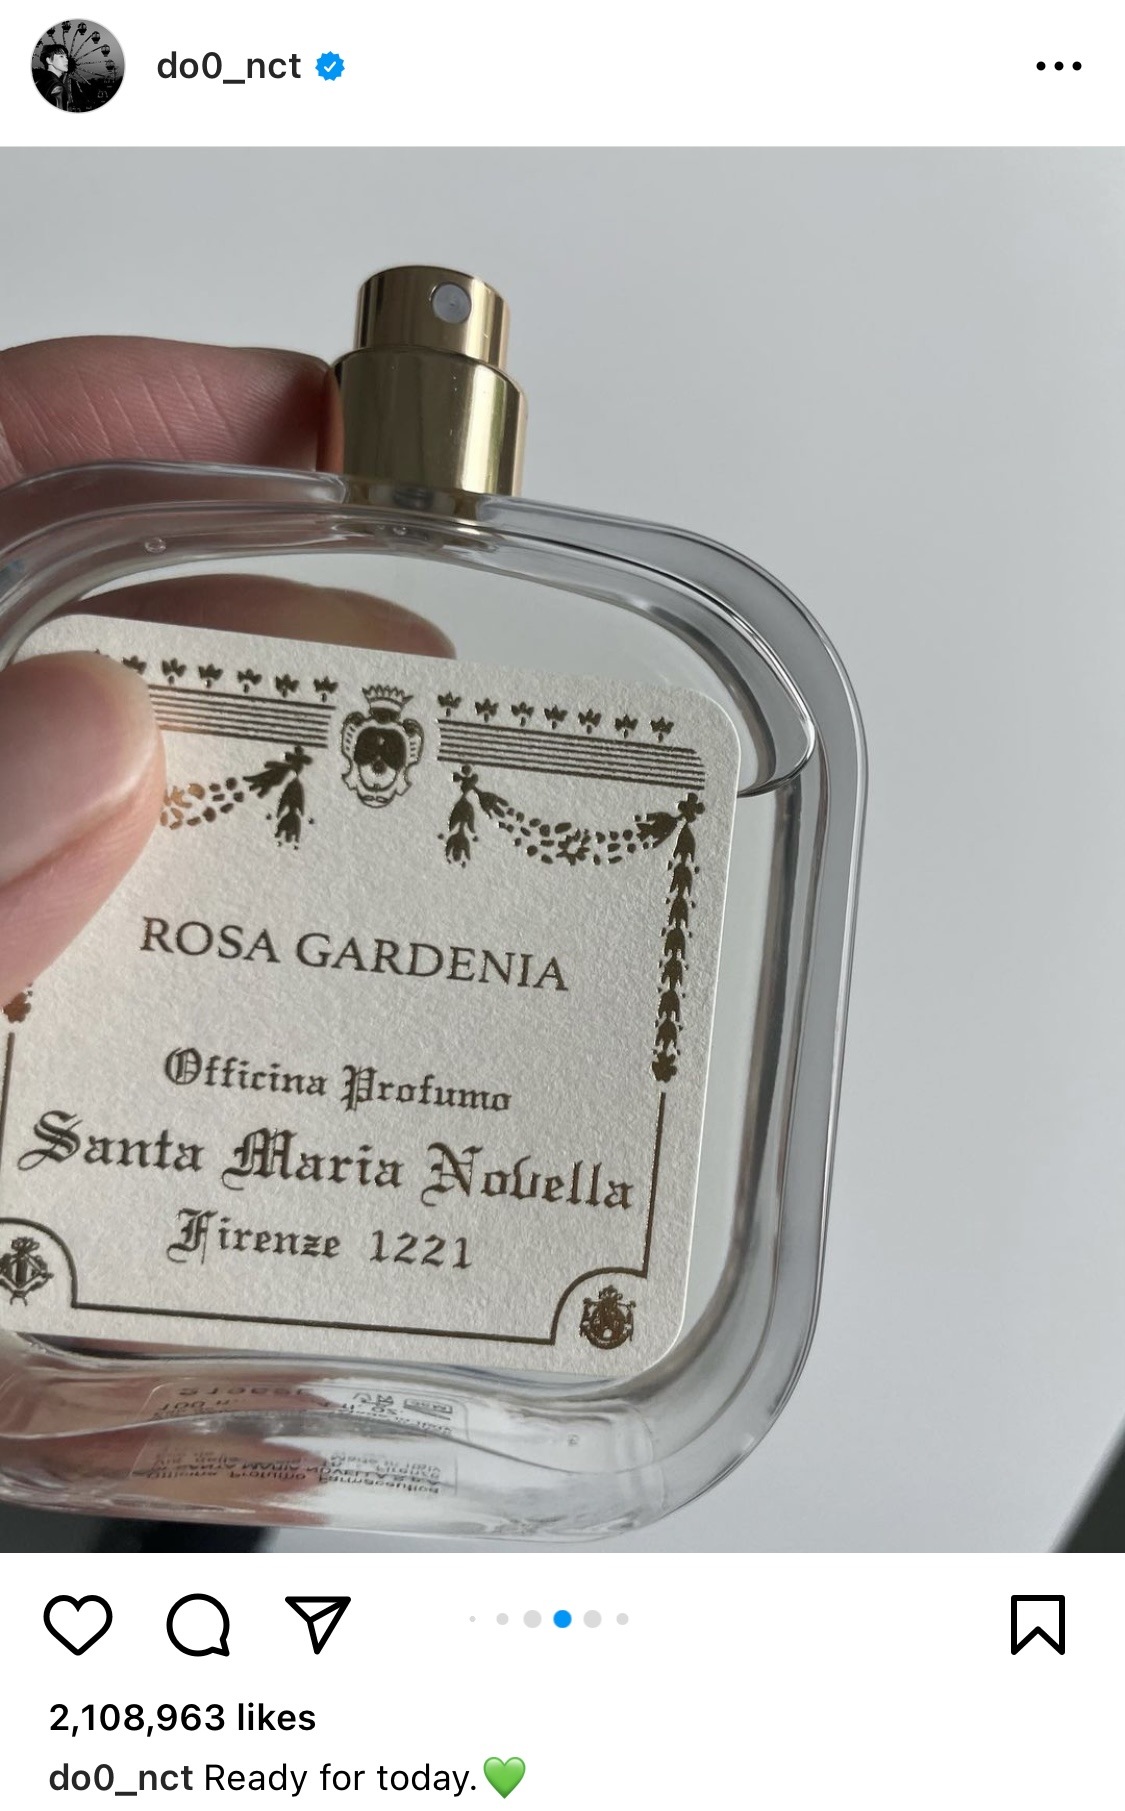 do0_nct
ROSA GARDENIA
Officina Profumo
Santa Maria Novella
Firenze 1221
2,108,963 likes
do0_nct Ready for today.💚